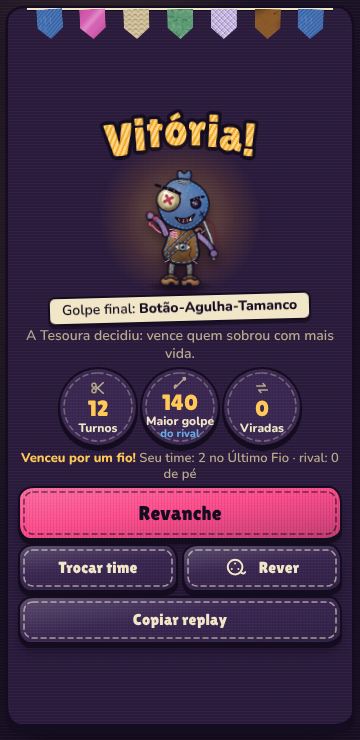 Vitória!
Golpe final: Botão-Agulha-Tamanco
A Tesoura decidiu: vence quem sobrou com mais
vida.
12
Turnos
140
Maior golpe
do rival
0
Viradas
Venceu por um fio! Seu time: 2 no Último Fio · rival: 0
de pé
Revanche
Trocar time
Rever
Copiar replay